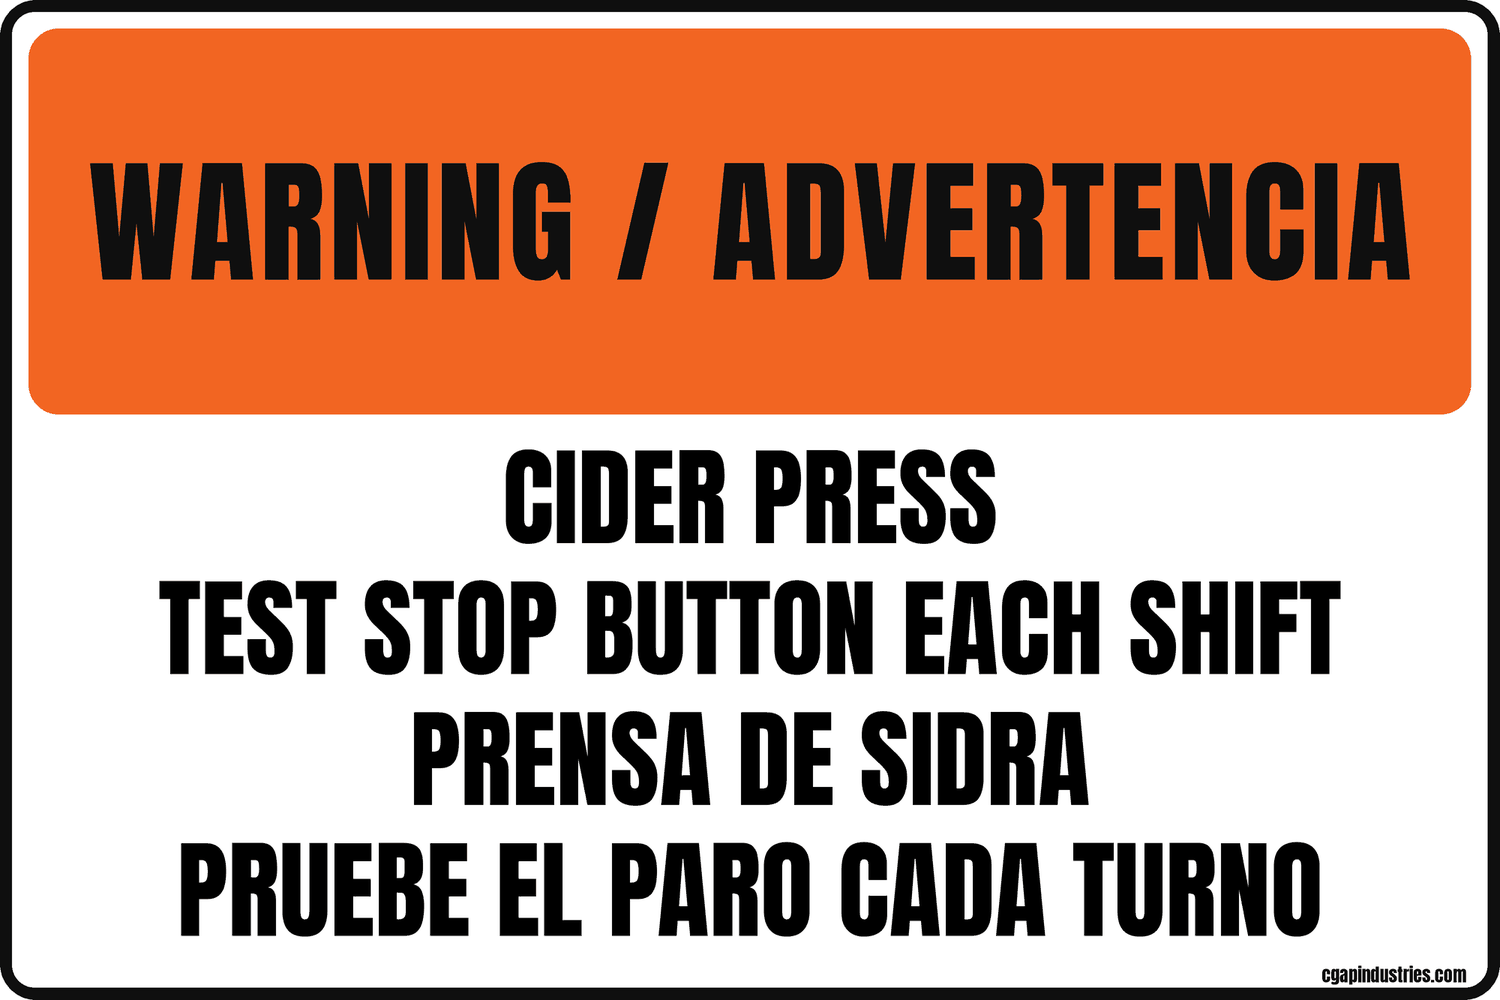 WARNING / ADVERTENCIA
CIDER PRESS
TEST STOP BUTTON EACH SHIFT
PRENSA DE SIDRA
PRUEBE EL PARO CADA TURNO
cgapindustries.com